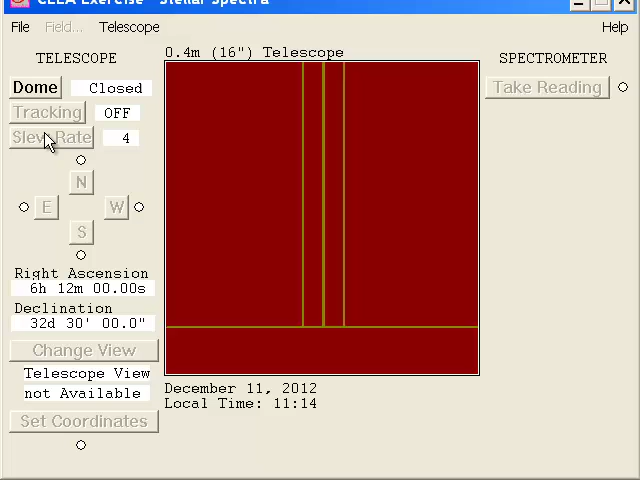 CLEA Exercise - Stellar Spectra
File Field... Telescope Help
TELESCOPE
0.4m (16") Telescope
SPECTROMETER
Dome Closed
Take Reading
Tracking OFF
Slew Rate 4
N
E W
S
Right Ascension
6h 12m 00.00s
Declination
32d 30' 00.0"
Change View
Telescope View
not Available
December 11, 2012
Local Time: 11:14
Set Coordinates